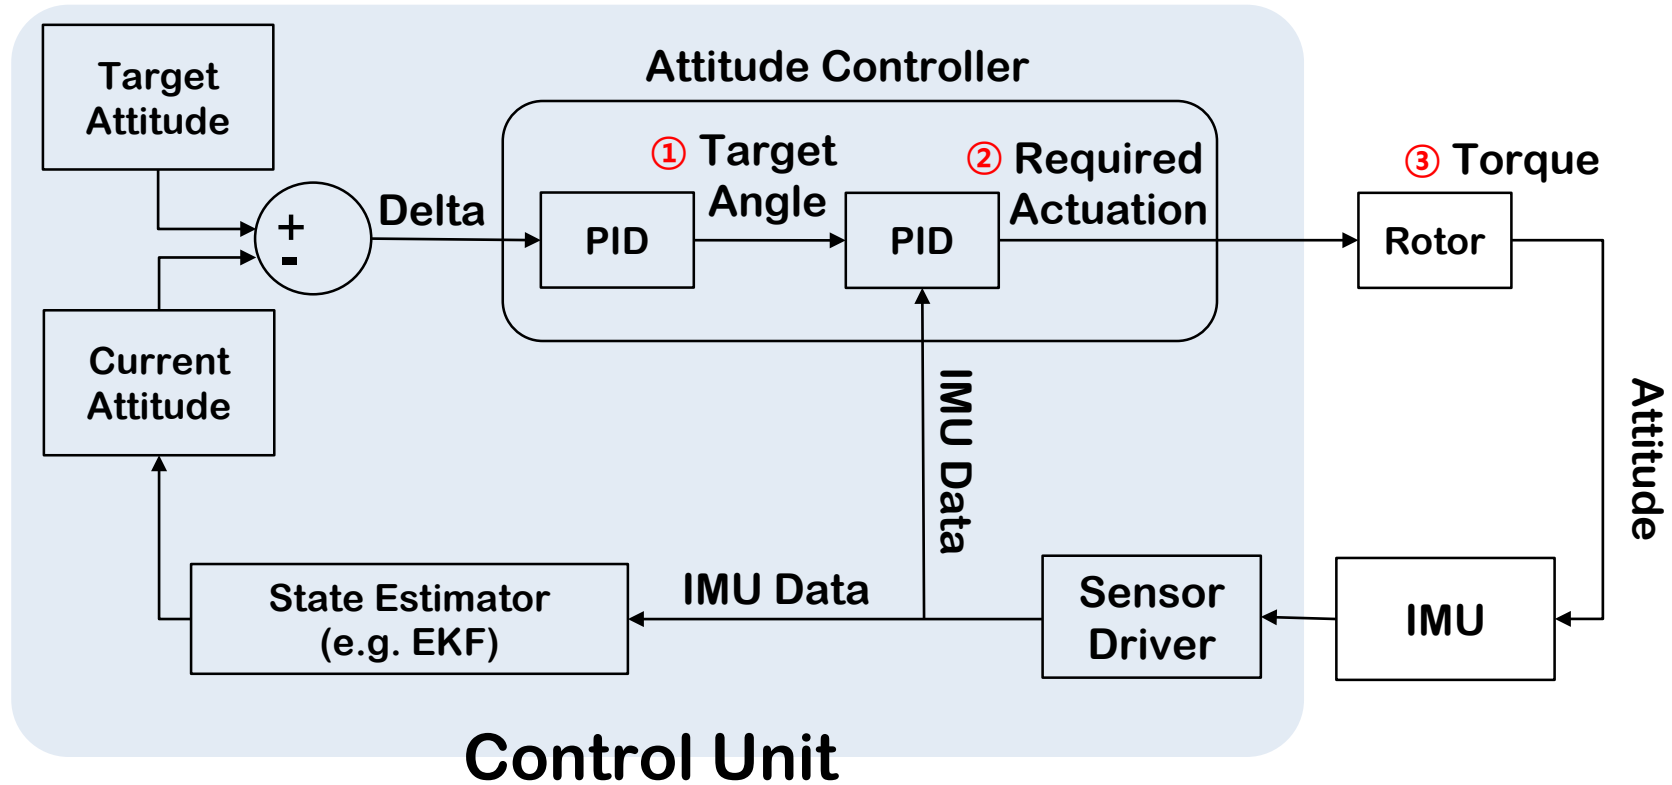 Target
Attitude
Attitude Controller
① Target
Angle
② Required
Actuation
③ Torque
+
-
Delta
PID
PID
Rotor
Current
Attitude
IMU Data
Attitude
State Estimator
(e.g. EKF)
IMU Data
Sensor
Driver
IMU
Control Unit